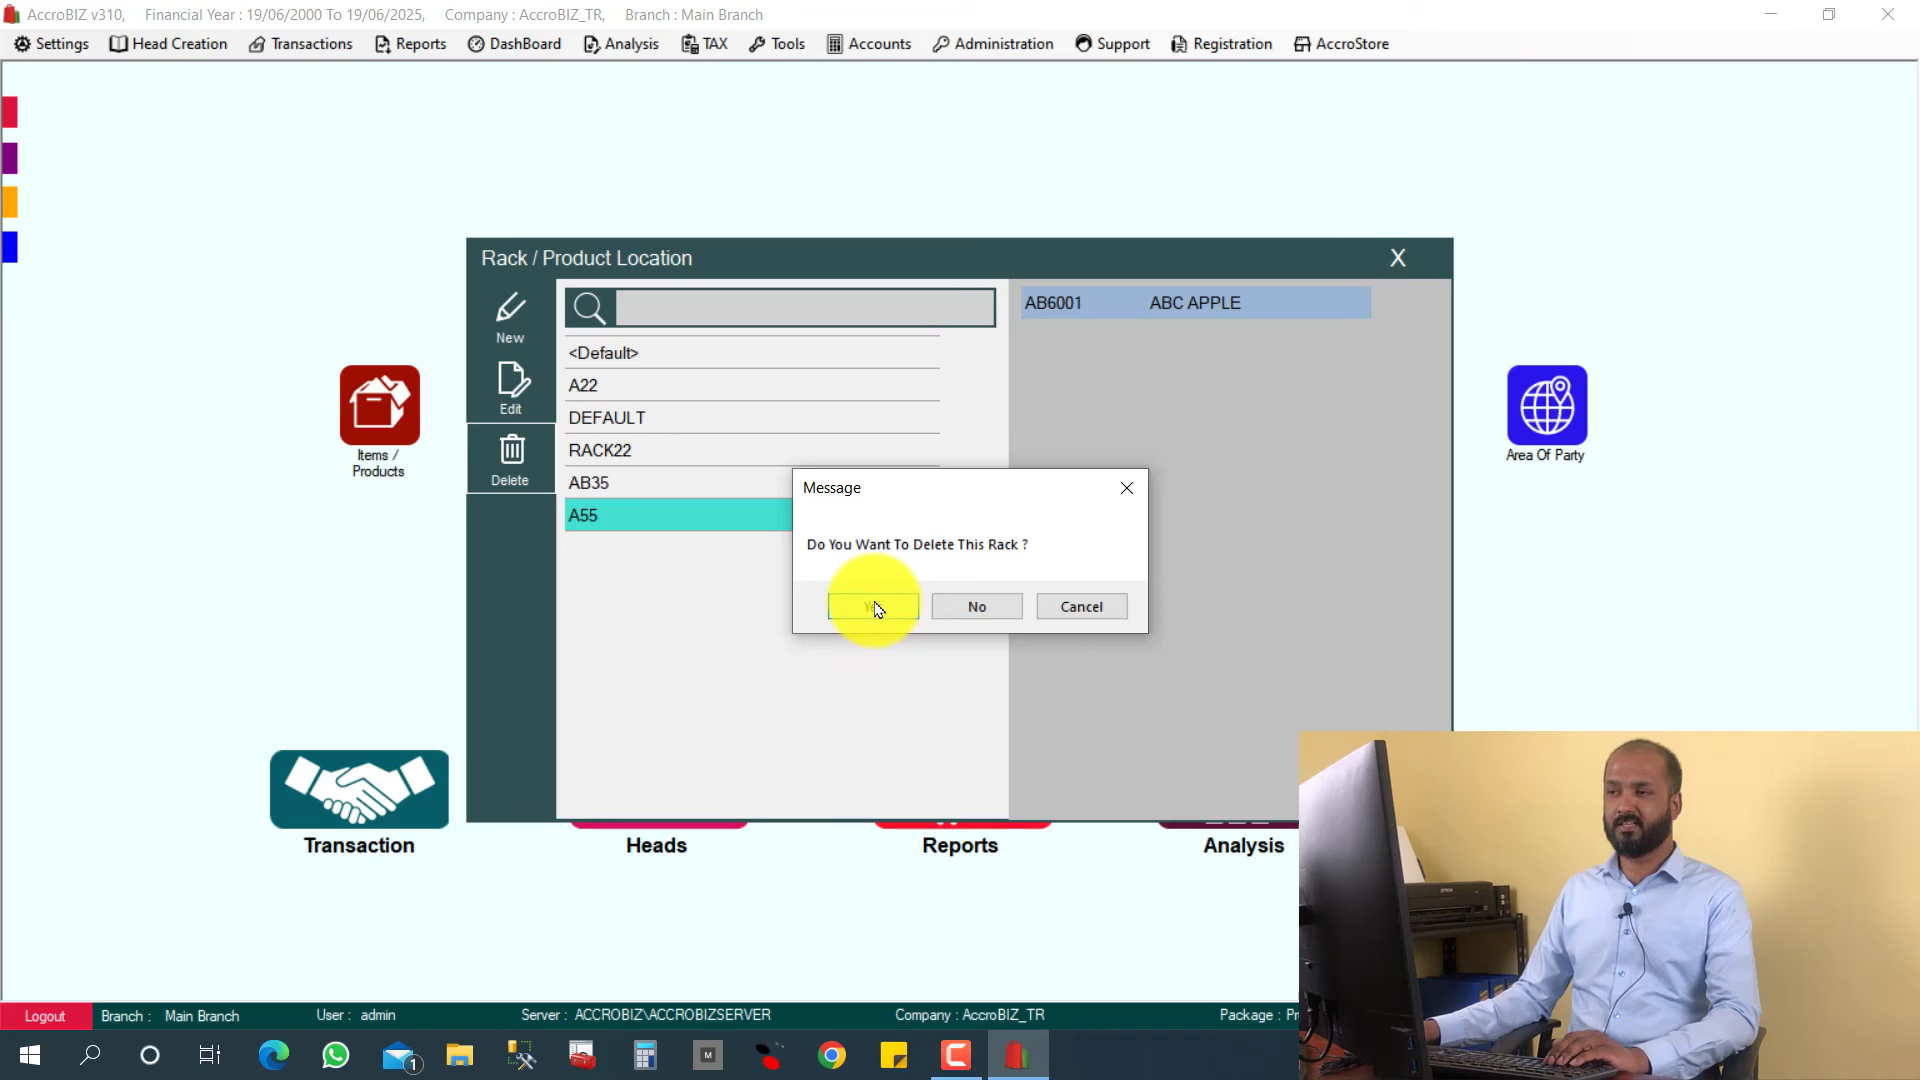 AccroBIZ v310, Financial Year : 19/06/2000 To 19/06/2025, Company : AccroBIZ_TR, Branch : Main Branch
Settings Head Creation Transactions Reports DashBoard Analysis TAX Tools Accounts Administration Support Registration AccroStore
Rack / Product Location X
New
Edit
Delete
<Default>
A22
DEFAULT
RACK22
AB35
A55
AB6001 ABC APPLE
Message
Do You Want To Delete This Rack ?
No Cancel
Items /
Products
Area Of Party
Transaction Heads Reports Analysis
Logout Branch : Main Branch User : admin Server : ACCROBIZ\ACCROBIZSERVER Company : AccroBIZ_TR Package :
1
M